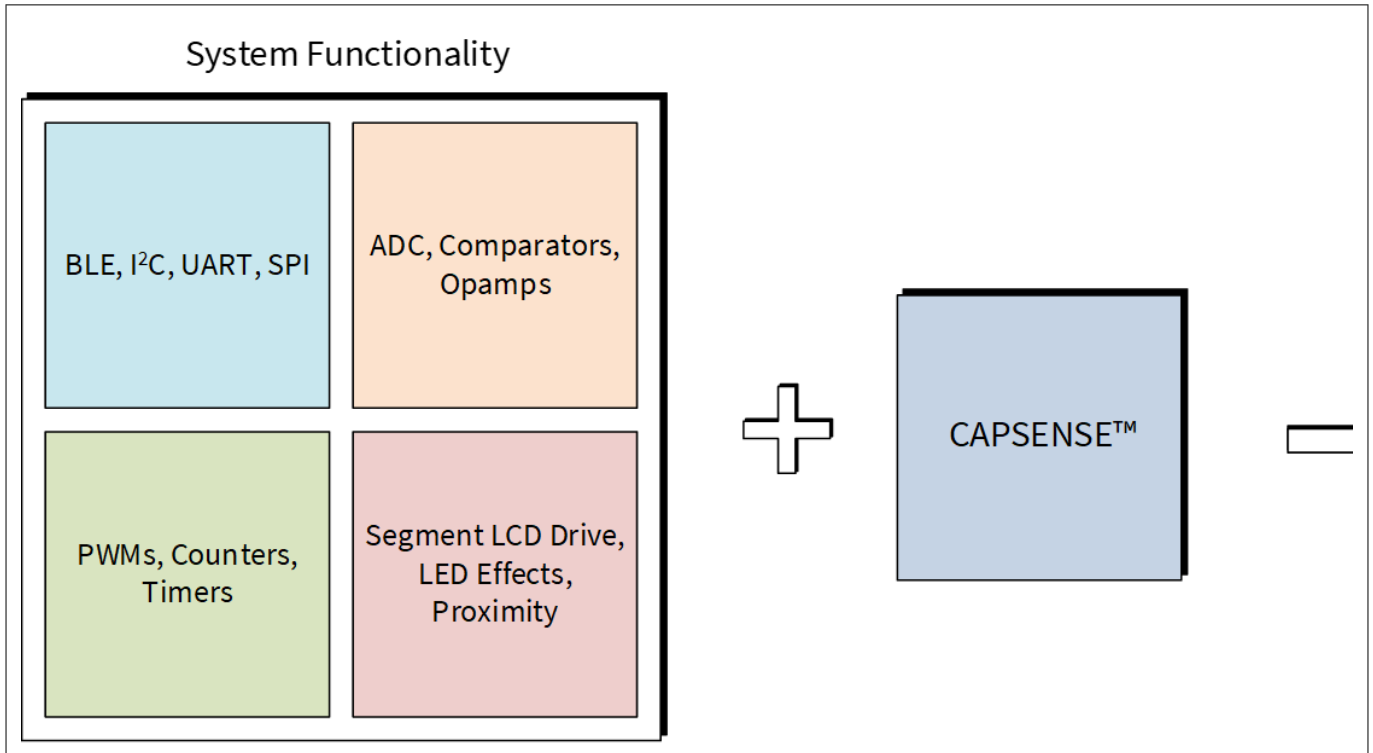 System Functionality
BLE, I²C, UART, SPI
ADC, Comparators,
Opamps
PWMs, Counters,
Timers
Segment LCD Drive,
LED Effects,
Proximity
CAPSENSE™